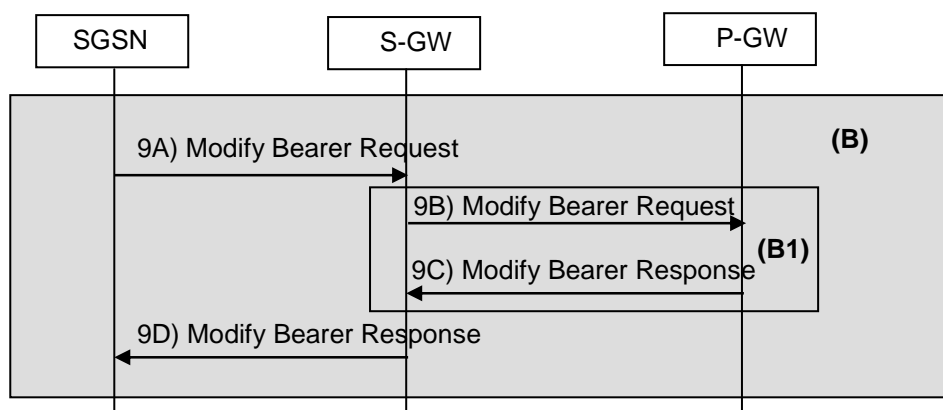 SGSN
S-GW
P-GW
(B)
9A) Modify Bearer Request
9B) Modify Bearer Request
(B1)
9C) Modify Bearer Response
9D) Modify Bearer Response